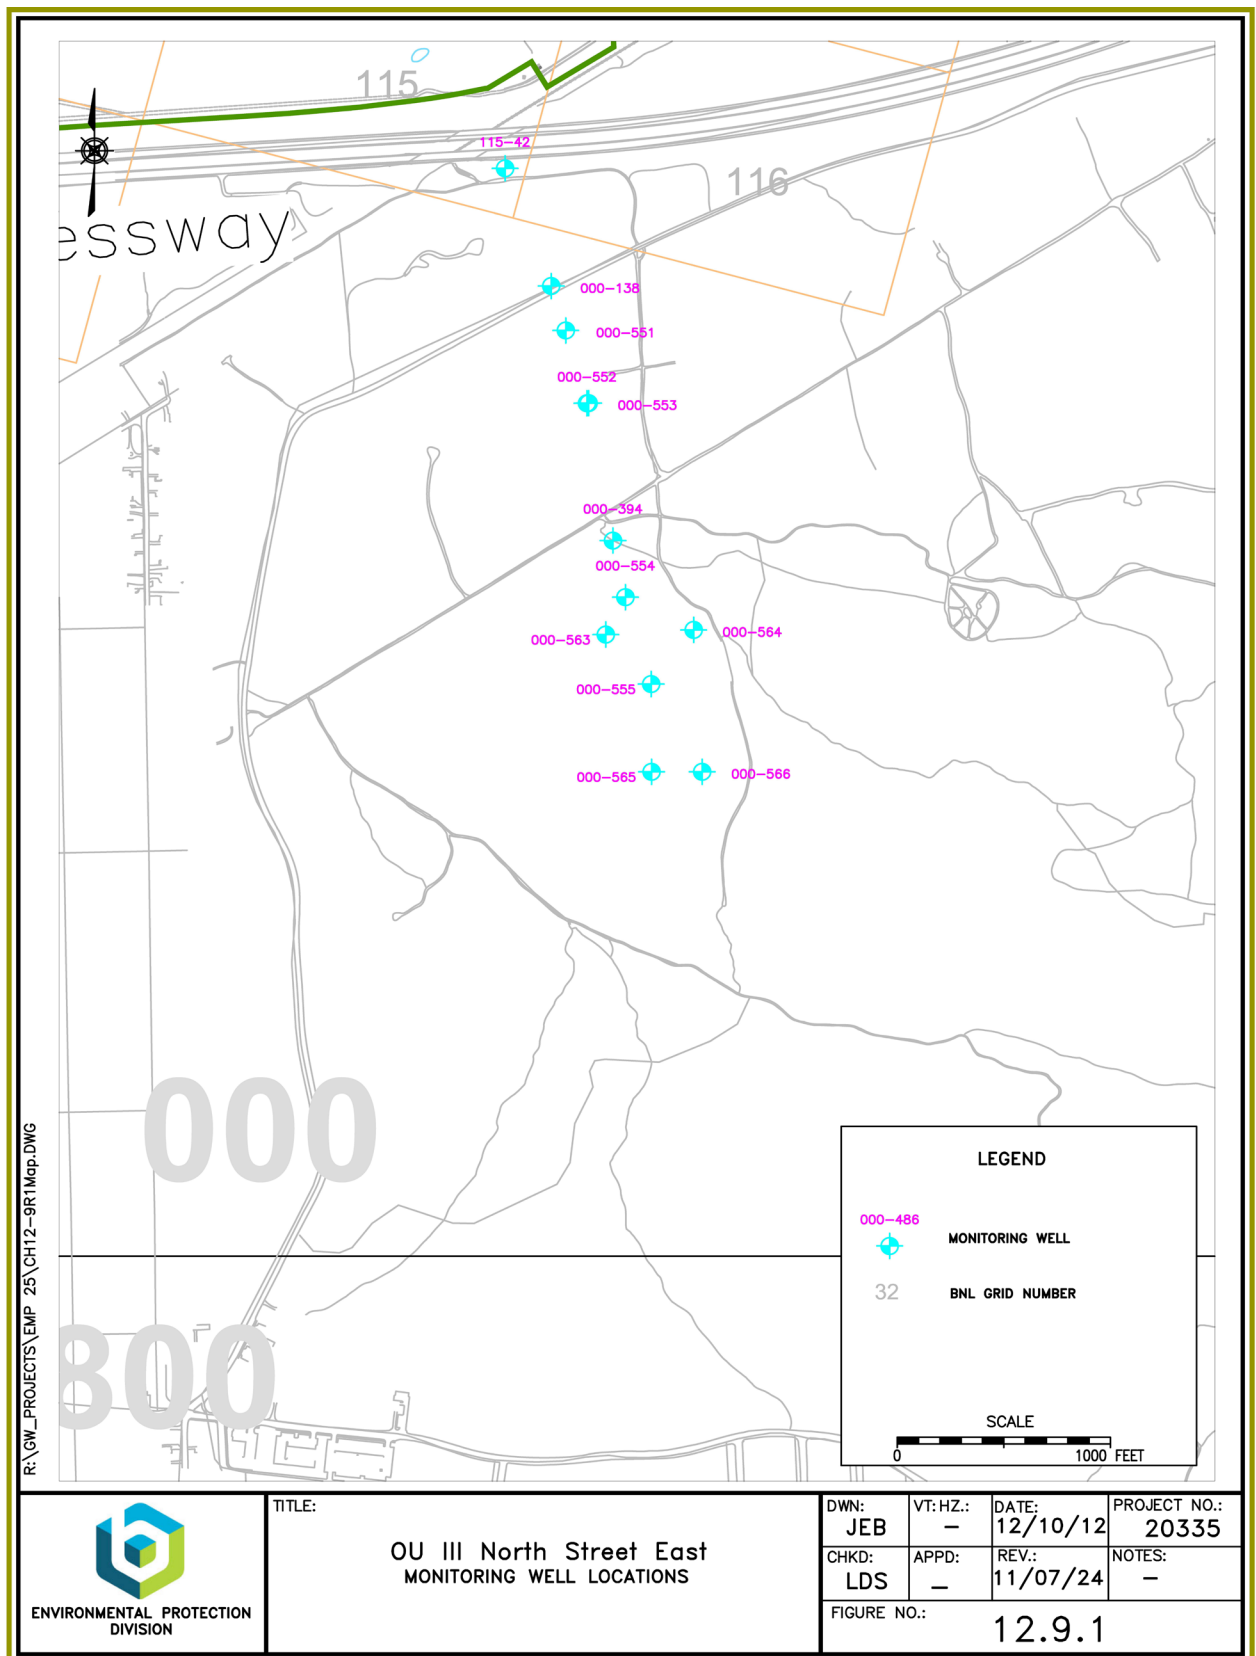 115
115-42
116
essway
000-138
000-551
000-552
000-553
000-394
000-554
000-563
000-564
000-555
000-565
000-566
000
800
R:\GW_PROJECTS\EMP 25\CH12-9R1Map.DWG
LEGEND
000-486
MONITORING WELL
32
BNL GRID NUMBER
SCALE
0 1000 FEET
ENVIRONMENTAL PROTECTION
DIVISION
TITLE:
OU III North Street East
MONITORING WELL LOCATIONS
DWN: VT:HZ.: DATE: PROJECT NO.:
JEB – 12/10/12 20335
CHKD: APPD: REV.: NOTES:
LDS – 11/07/24 –
FIGURE NO.:
12.9.1